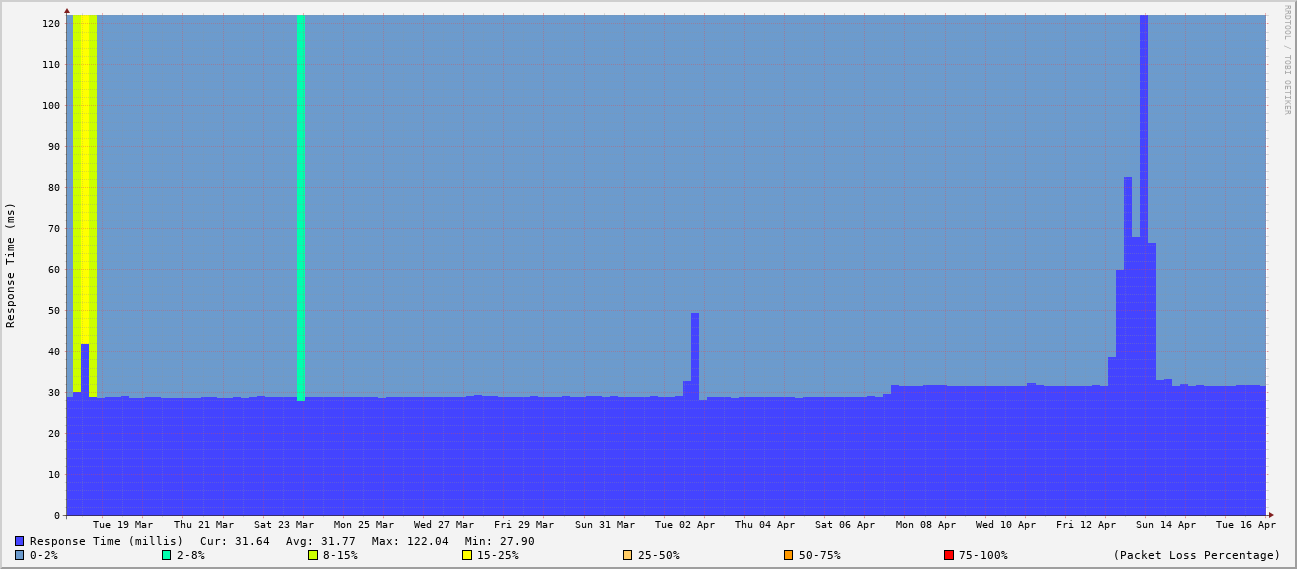 RRDTOOL / TOBI OETIKER
Response Time (ms)
120
110
100
90
80
70
60
50
40
30
20
10
0
Tue 19 Mar Thu 21 Mar Sat 23 Mar Mon 25 Mar Wed 27 Mar Fri 29 Mar Sun 31 Mar Tue 02 Apr Thu 04 Apr Sat 06 Apr Mon 08 Apr Wed 10 Apr Fri 12 Apr Sun 14 Apr Tue 16 Apr
Response Time (millis) Cur: 31.64 Avg: 31.77 Max: 122.04 Min: 27.90
0-2% 2-8% 8-15% 15-25% 25-50% 50-75% 75-100% (Packet Loss Percentage)